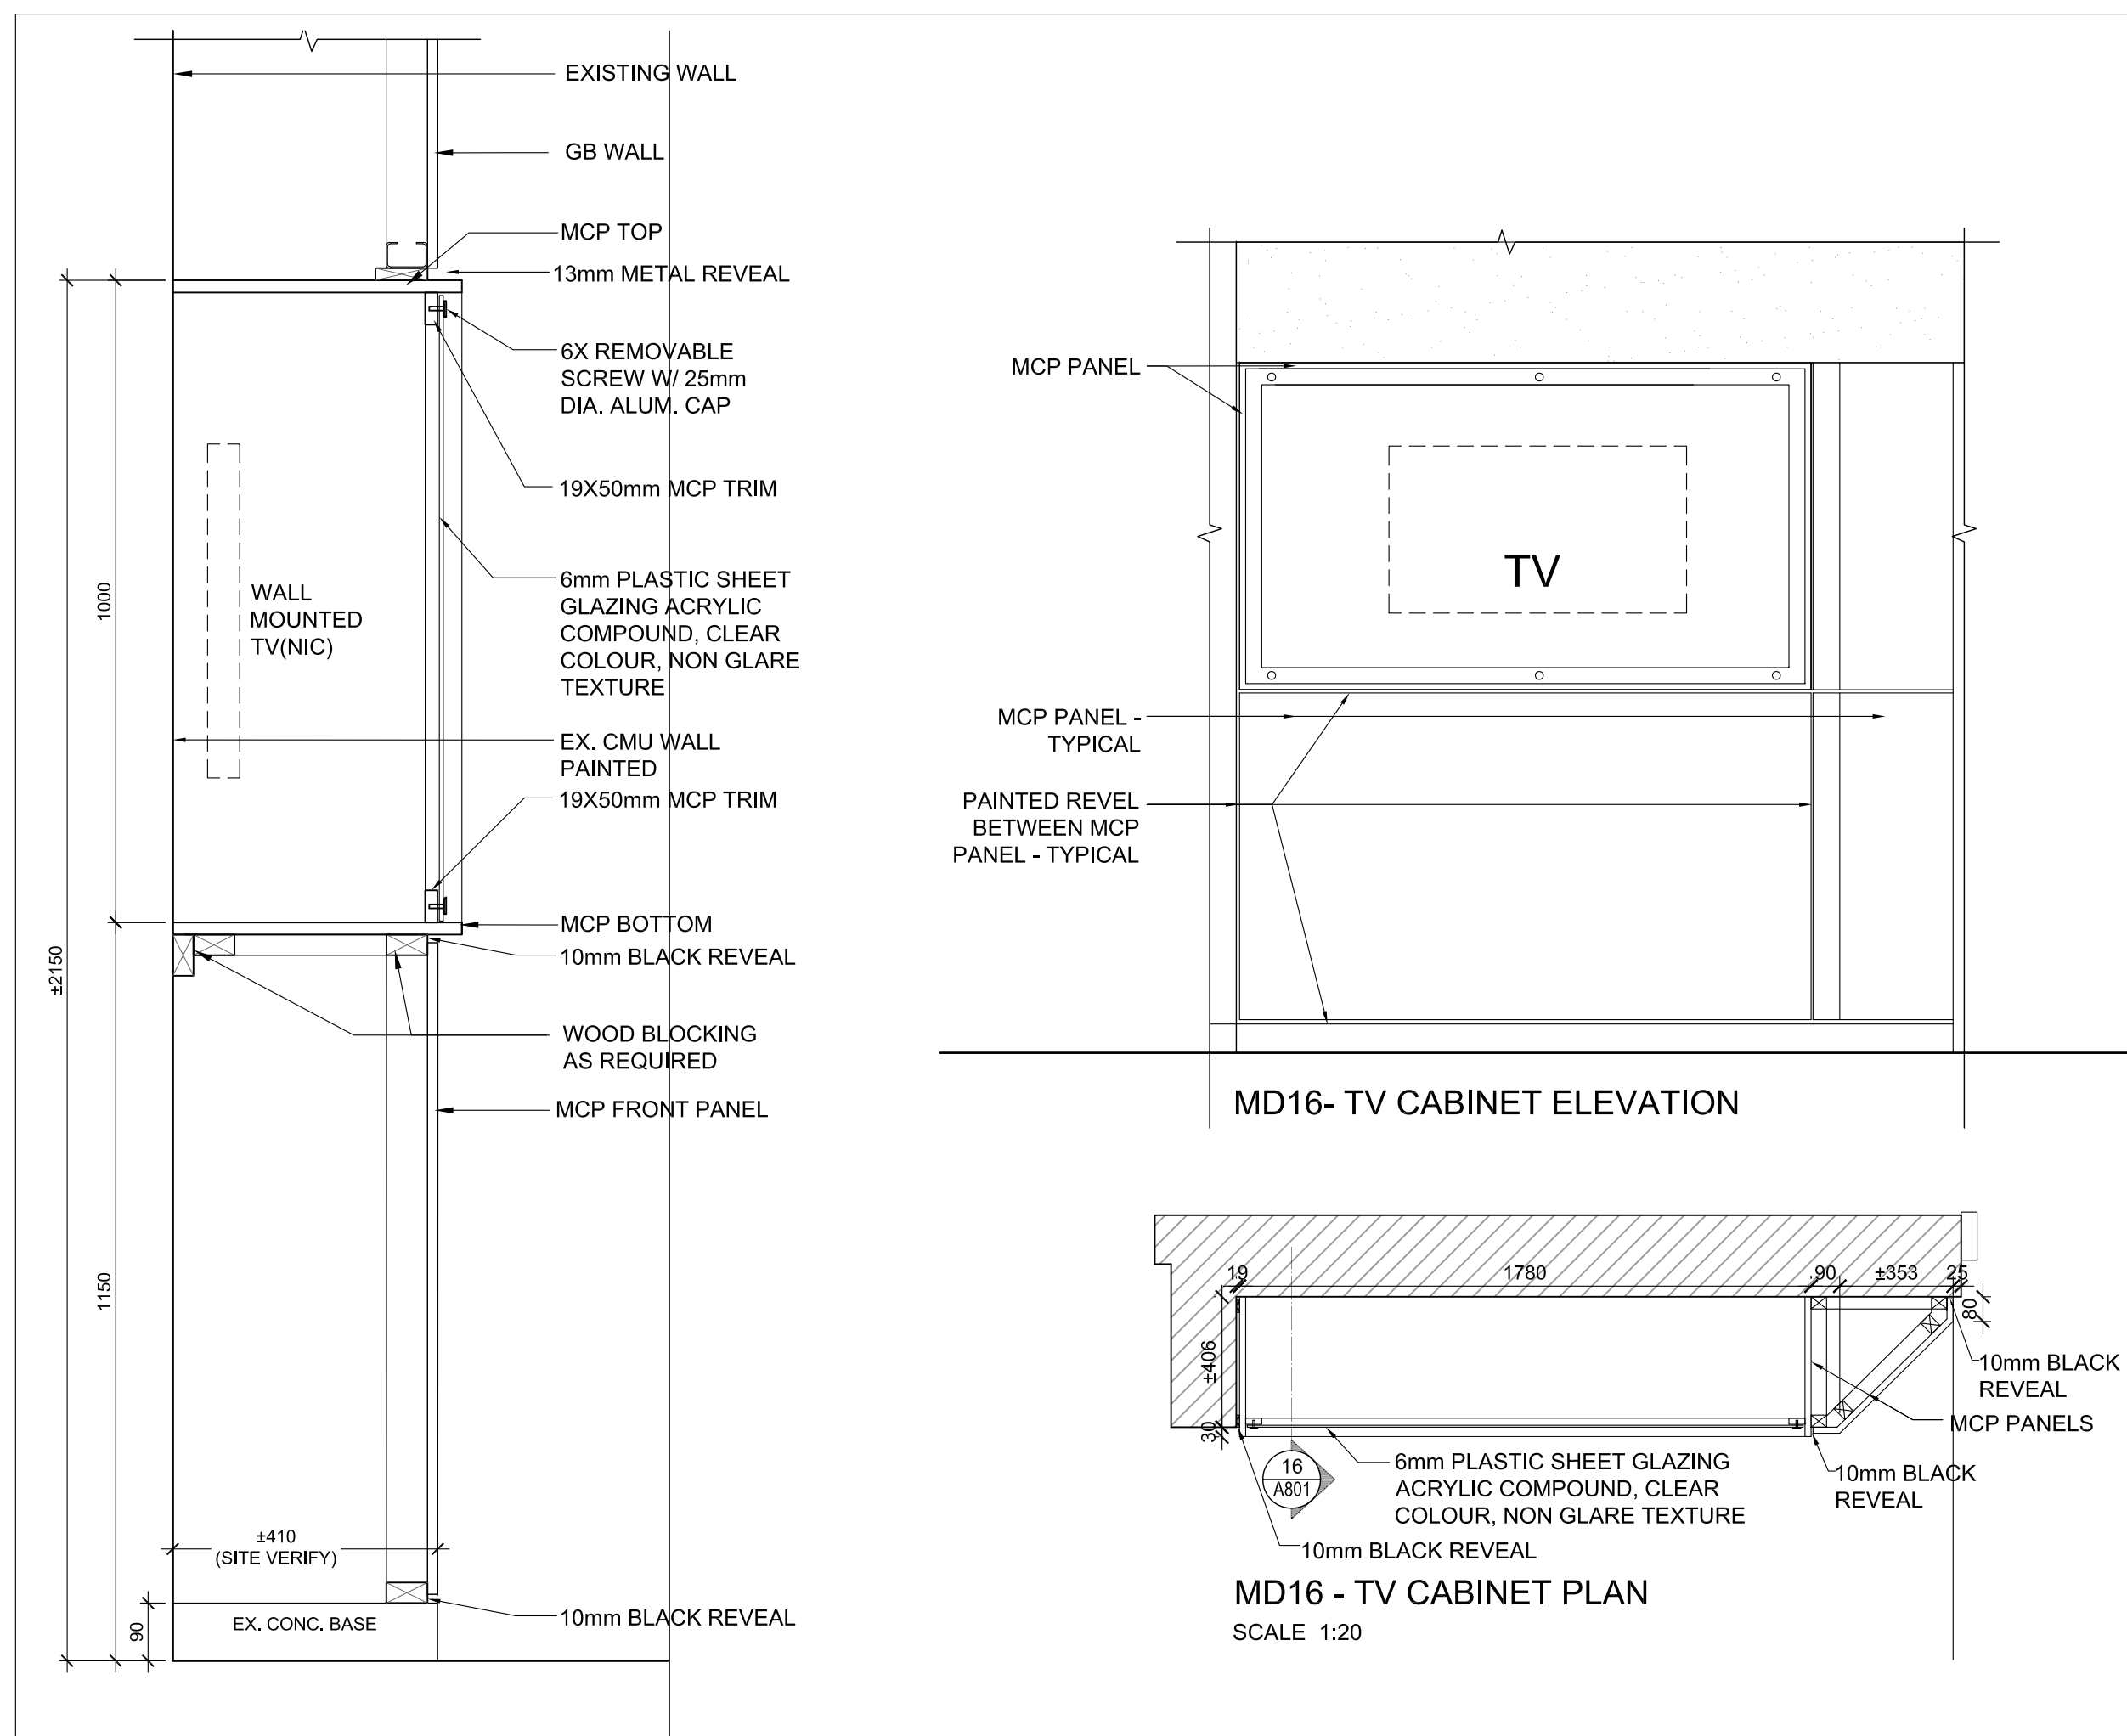 EXISTING WALL
GB WALL
MCP TOP
13mm METAL REVEAL
6X REMOVABLE
SCREW W/ 25mm
DIA. ALUM. CAP
19X50mm MCP TRIM
6mm PLASTIC SHEET
GLAZING ACRYLIC
COMPOUND, CLEAR
COLOUR, NON GLARE
TEXTURE
WALL
MOUNTED
TV(NIC)
EX. CMU WALL
PAINTED
19X50mm MCP TRIM
MCP BOTTOM
10mm BLACK REVEAL
WOOD BLOCKING
AS REQUIRED
MCP FRONT PANEL
10mm BLACK REVEAL
1000
±2150
1150
±410
(SITE VERIFY)
90
EX. CONC. BASE
MCP PANEL
TV
MCP PANEL -
TYPICAL
PAINTED REVEL
BETWEEN MCP
PANEL - TYPICAL
MD16- TV CABINET ELEVATION
19
1780
90
±353
25
80
±406
30
10mm BLACK
REVEAL
MCP PANELS
10mm BLACK
REVEAL
16
A801
6mm PLASTIC SHEET GLAZING
ACRYLIC COMPOUND, CLEAR
COLOUR, NON GLARE TEXTURE
10mm BLACK REVEAL
MD16 - TV CABINET PLAN
SCALE 1:20